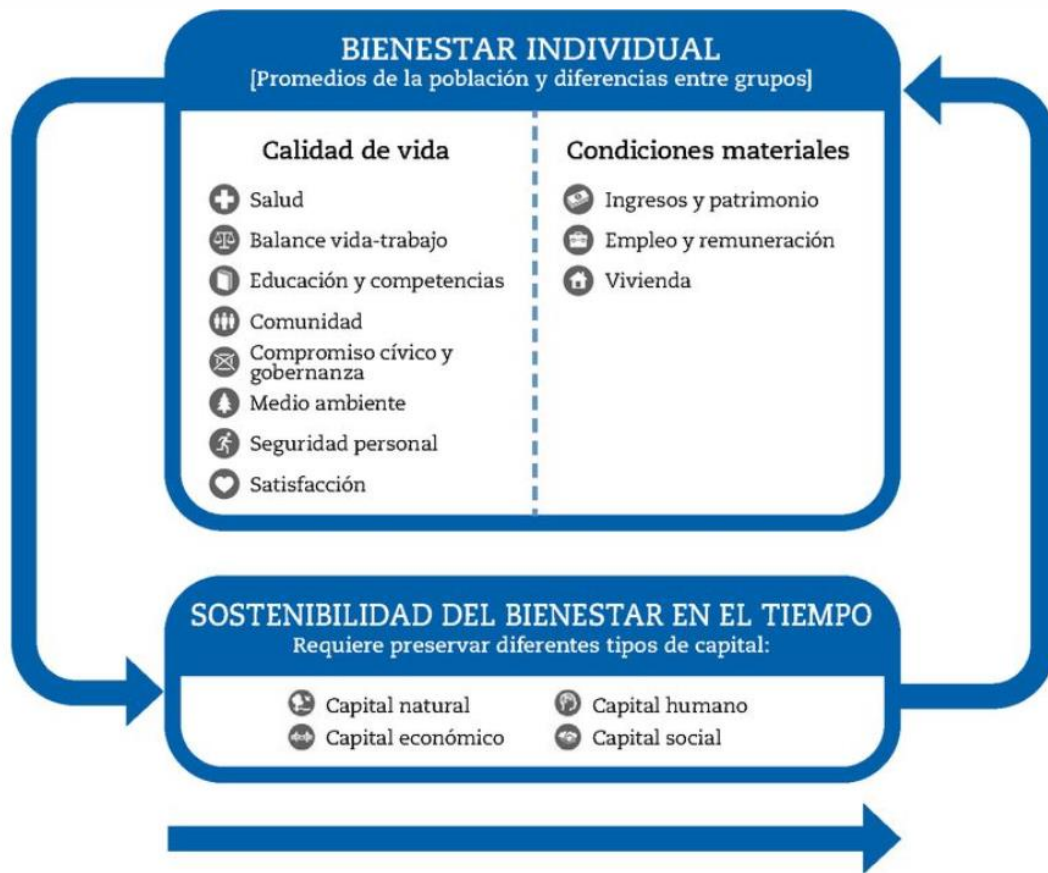 BIENESTAR INDIVIDUAL
[Promedios de la población y diferencias entre grupos]
Calidad de vida
Salud
Balance vida-trabajo
Educación y competencias
Comunidad
Compromiso cívico y
gobernanza
Medio ambiente
Seguridad personal
Satisfacción
Condiciones materiales
Ingresos y patrimonio
Empleo y remuneración
Vivienda
SOSTENIBILIDAD DEL BIENESTAR EN EL TIEMPO
Requiere preservar diferentes tipos de capital:
Capital natural
Capital económico
Capital humano
Capital social